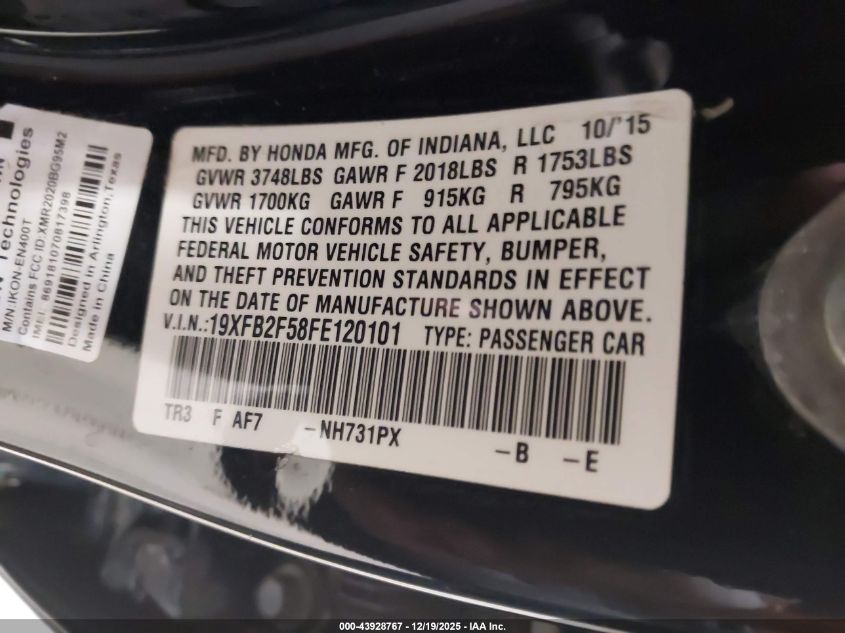 Technologies
M/N:IKON-EN400T
Contains FCC ID:XMR2020BG95M2
IMEI: 869181070817398
Designed in Arlington,Texas
Made in China
MFD. BY HONDA MFG. OF INDIANA, LLC 10/'15
GVWR 3748LBS GAWR F 2018LBS R 1753LBS
GVWR 1700KG GAWR F 915KG R 795KG
THIS VEHICLE CONFORMS TO ALL APPLICABLE
FEDERAL MOTOR VEHICLE SAFETY, BUMPER,
AND THEFT PREVENTION STANDARDS IN EFFECT
ON THE DATE OF MANUFACTURE SHOWN ABOVE.
V.I.N.:19XFB2F58FE120101 TYPE: PASSENGER CAR
TR3 F AF7 -NH731PX -B -E
000-43928767 - 12/19/2025 - IAA Inc.